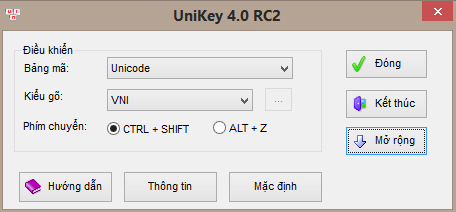 UniKey 4.0 RC2
Điều khiển
Bảng mã: Unicode
Đóng
Kiểu gõ: VNI ...
Kết thúc
Phím chuyển: CTRL + SHIFT ALT + Z
Mở rộng
Hướng dẫn Thông tin Mặc định